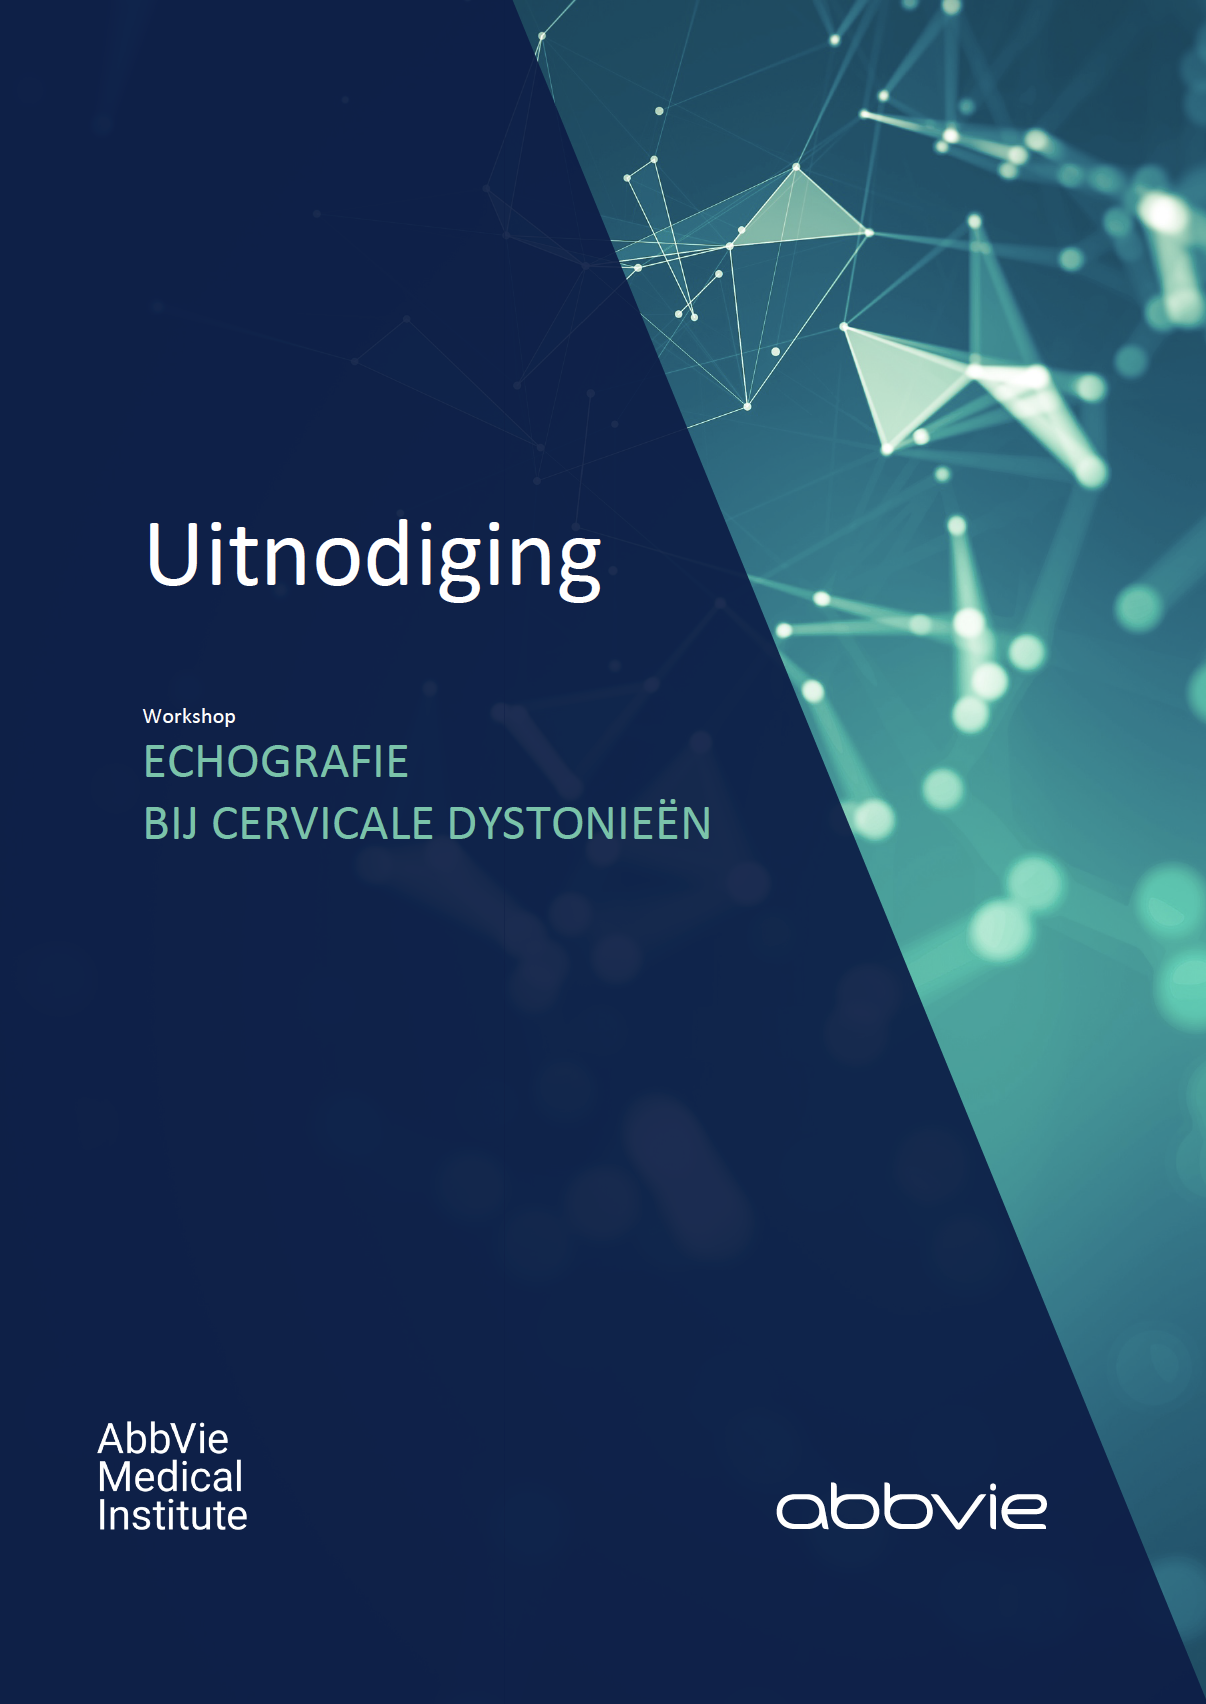 Uitnodiging
Workshop
ECHOGRAFIE
BIJ CERVICALE DYSTONIEËN
AbbVie
Medical
Institute
abbvie